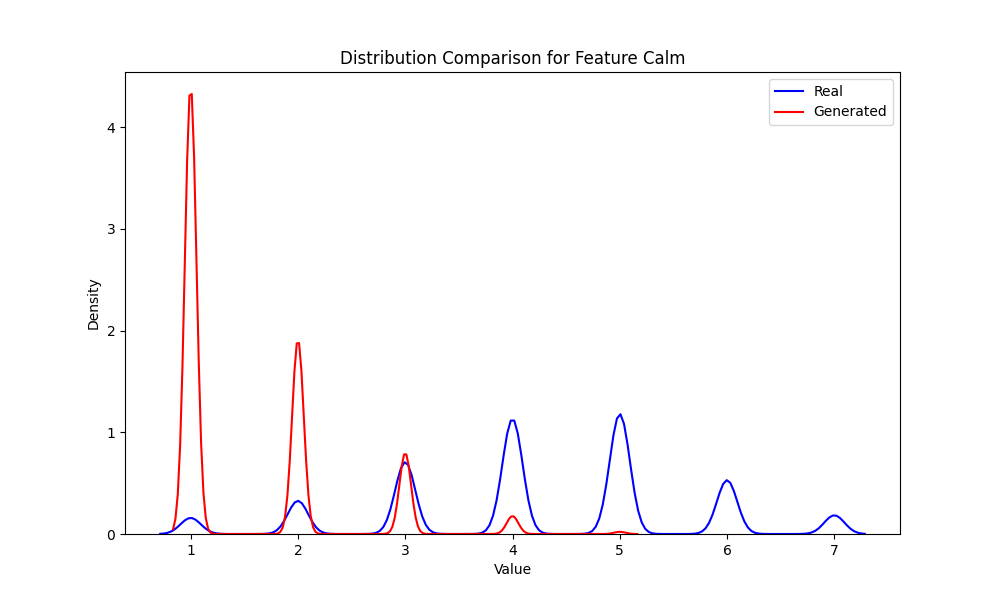 Distribution Comparison for Feature Calm
Real
Generated
4
3
2
1
0
Density
1 2 3 4 5 6 7
Value